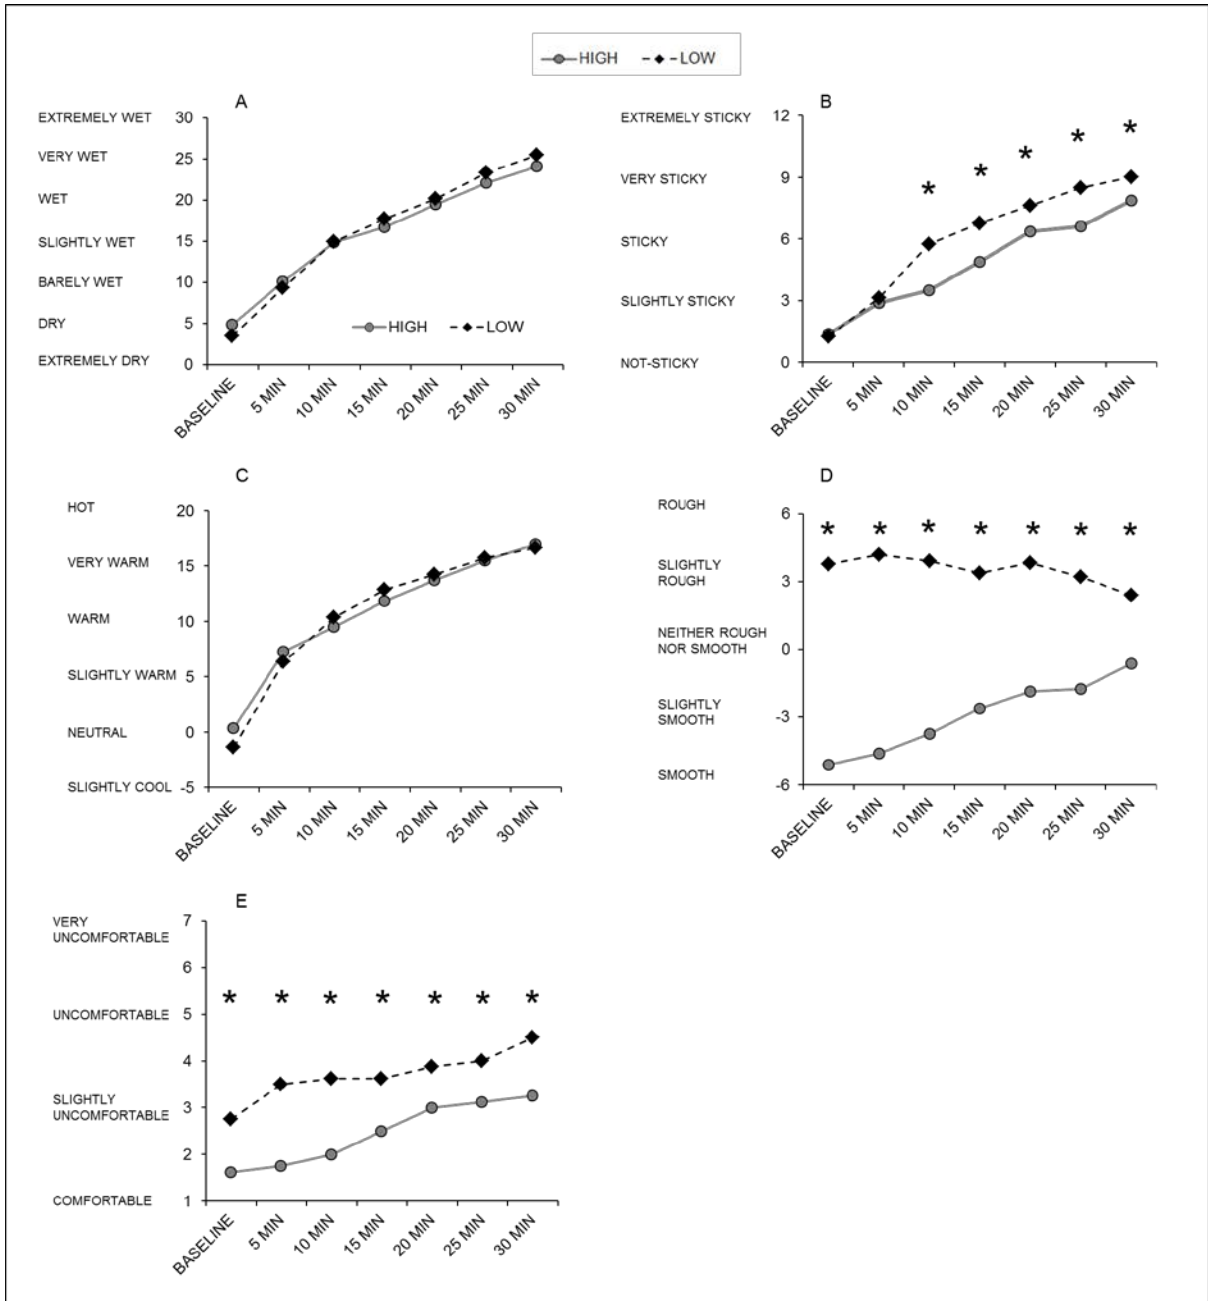 HIGH LOW
A
EXTREMELY WET 30
VERY WET 25
WET 20
SLIGHTLY WET 15
BARELY WET 10
DRY 5
EXTREMELY DRY 0
HIGH LOW
BASELINE 5 MIN 10 MIN 15 MIN 20 MIN 25 MIN 30 MIN
B
EXTREMELY STICKY 12
VERY STICKY 9
STICKY 6
SLIGHTLY STICKY 3
NOT-STICKY 0
* * * * *
BASELINE 5 MIN 10 MIN 15 MIN 20 MIN 25 MIN 30 MIN
C
HOT 20
VERY WARM 15
WARM 10
SLIGHTLY WARM 5
NEUTRAL 0
SLIGHTLY COOL -5
BASELINE 5 MIN 10 MIN 15 MIN 20 MIN 25 MIN 30 MIN
D
ROUGH 6
SLIGHTLY
ROUGH 3
NEITHER ROUGH
NOR SMOOTH 0
SLIGHTLY
SMOOTH -3
SMOOTH -6
* * * * * * *
BASELINE 5 MIN 10 MIN 15 MIN 20 MIN 25 MIN 30 MIN
E
VERY 7
UNCOMFORTABLE
6
UNCOMFORTABLE 5
4
SLIGHTLY
UNCOMFORTABLE 3
2
COMFORTABLE 1
* * * * * * *
BASELINE 5 MIN 10 MIN 15 MIN 20 MIN 25 MIN 30 MIN